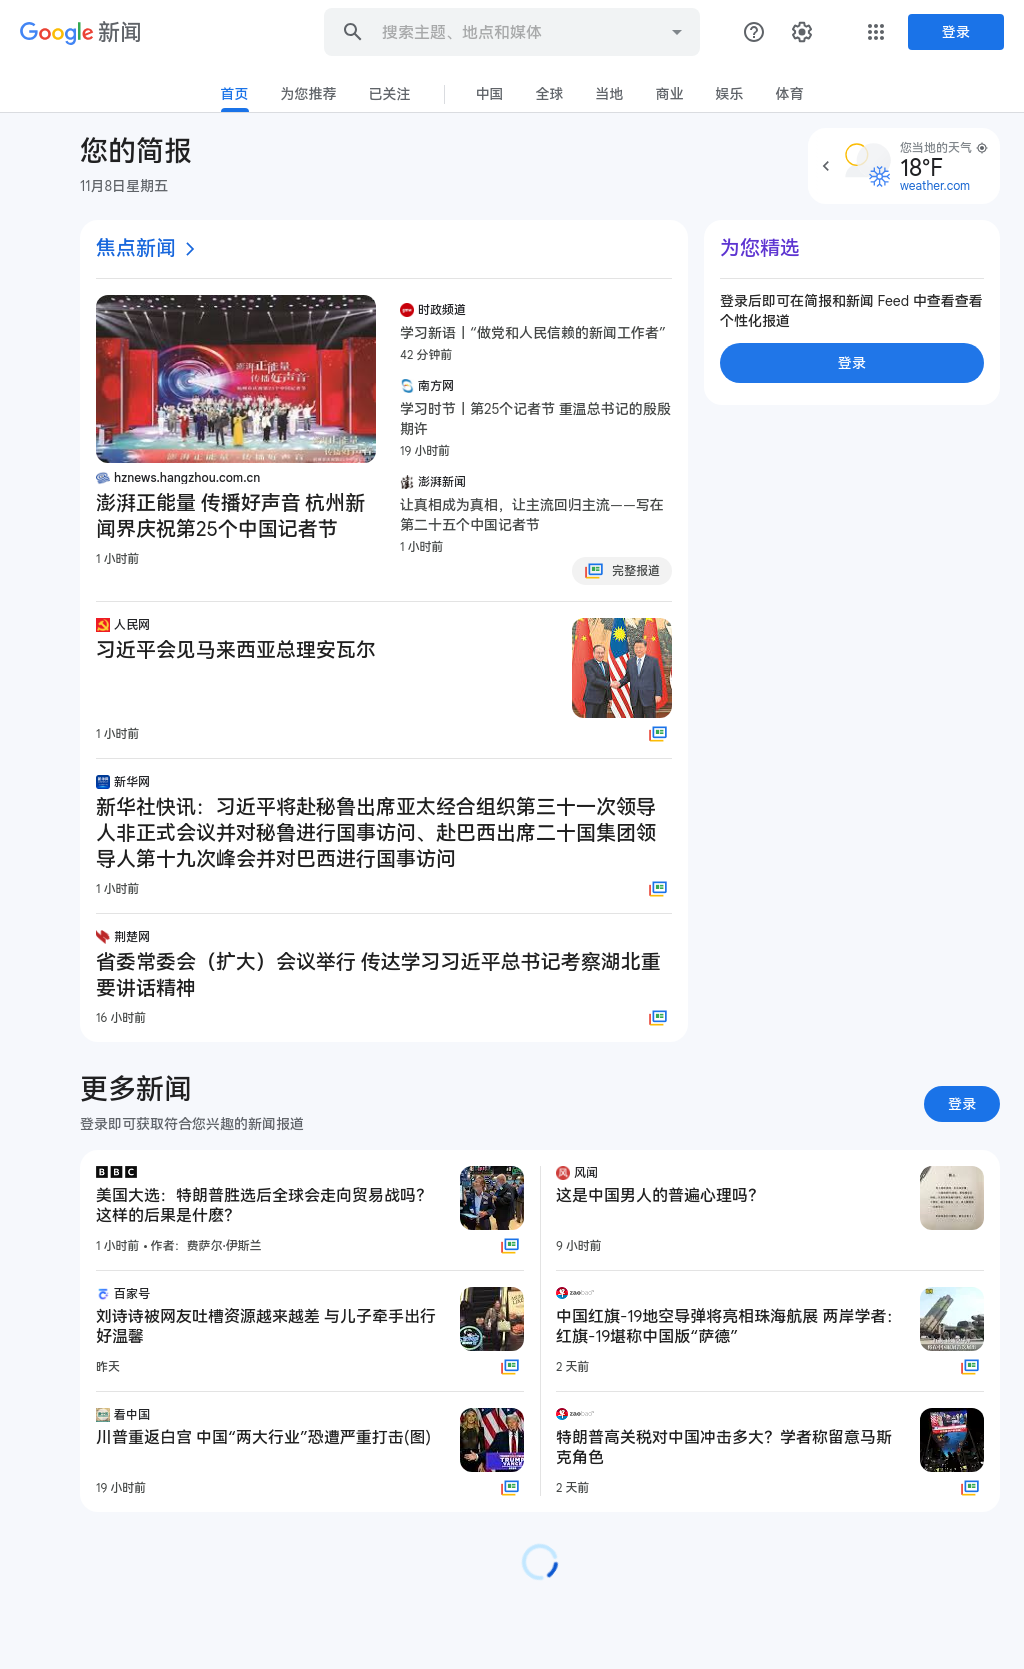 Google 新闻
搜索主题、地点和媒体
登录
首页
为您推荐
已关注
中国
全球
当地
商业
娱乐
体育
您的简报
11月8日星期五
您当地的天气
18°F
weather.com
焦点新闻
hznews.hangzhou.com.cn
澎湃正能量 传播好声音 杭州新
闻界庆祝第25个中国记者节
1 小时前
时政频道
学习新语丨“做党和人民信赖的新闻工作者”
42 分钟前
南方网
学习时节丨第25个记者节 重温总书记的殷殷
期许
19 小时前
澎湃新闻
让真相成为真相，让主流回归主流——写在
第二十五个中国记者节
1 小时前
完整报道
人民网
习近平会见马来西亚总理安瓦尔
1 小时前
新华网
新华社快讯：习近平将赴秘鲁出席亚太经合组织第三十一次领导
人非正式会议并对秘鲁进行国事访问、赴巴西出席二十国集团领
导人第十九次峰会并对巴西进行国事访问
1 小时前
荆楚网
省委常委会（扩大）会议举行 传达学习习近平总书记考察湖北重
要讲话精神
16 小时前
为您精选
登录后即可在简报和新闻 Feed 中查看查看
个性化报道
登录
更多新闻
登录即可获取符合您兴趣的新闻报道
登录
BBC
美国大选：特朗普胜选后全球会走向贸易战吗？
这样的后果是什麽？
1 小时前 • 作者：费萨尔·伊斯兰
百家号
刘诗诗被网友吐槽资源越来越差 与儿子牵手出行
好温馨
昨天
看中国
川普重返白宫 中国“两大行业”恐遭严重打击(图)
19 小时前
风闻
这是中国男人的普遍心理吗？
9 小时前
zaobao
中国红旗-19地空导弹将亮相珠海航展 两岸学者：
红旗-19堪称中国版“萨德”
2 天前
zaobao
特朗普高关税对中国冲击多大？学者称留意马斯
克角色
2 天前